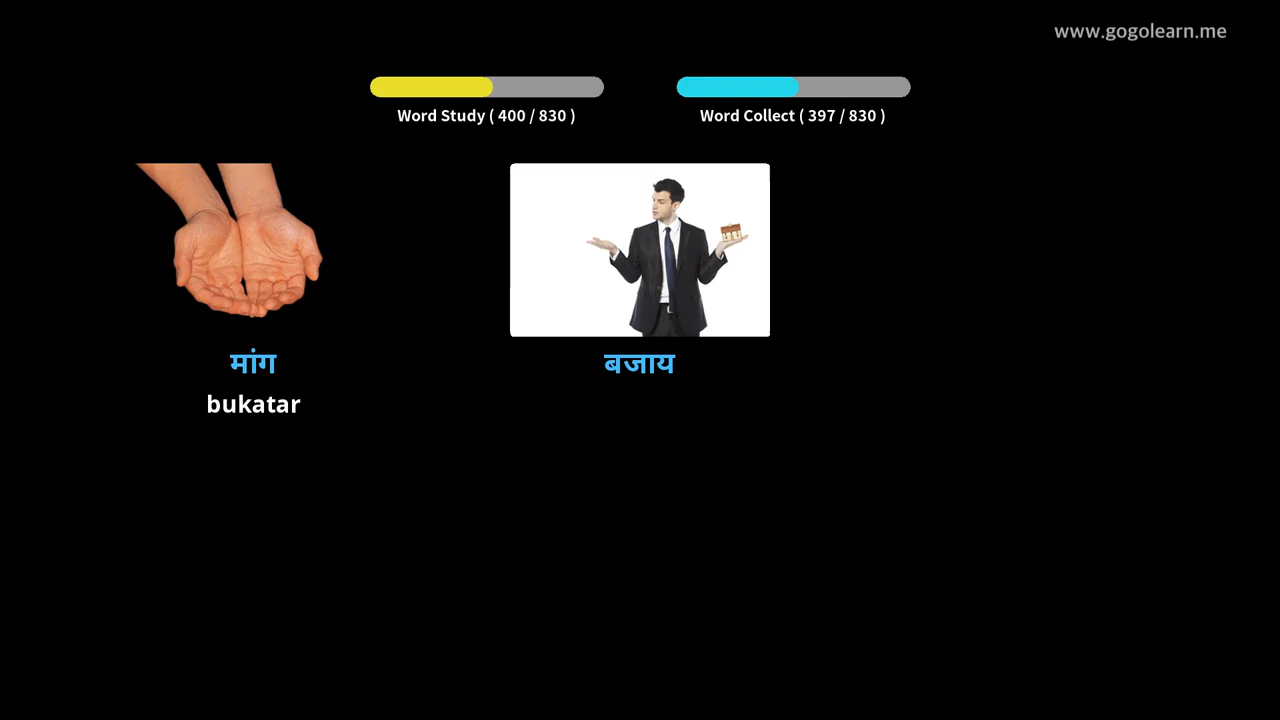 www.gogolearn.me
Word Study ( 400 / 830 )
Word Collect ( 397 / 830 )
मांग
बजाय
bukatar